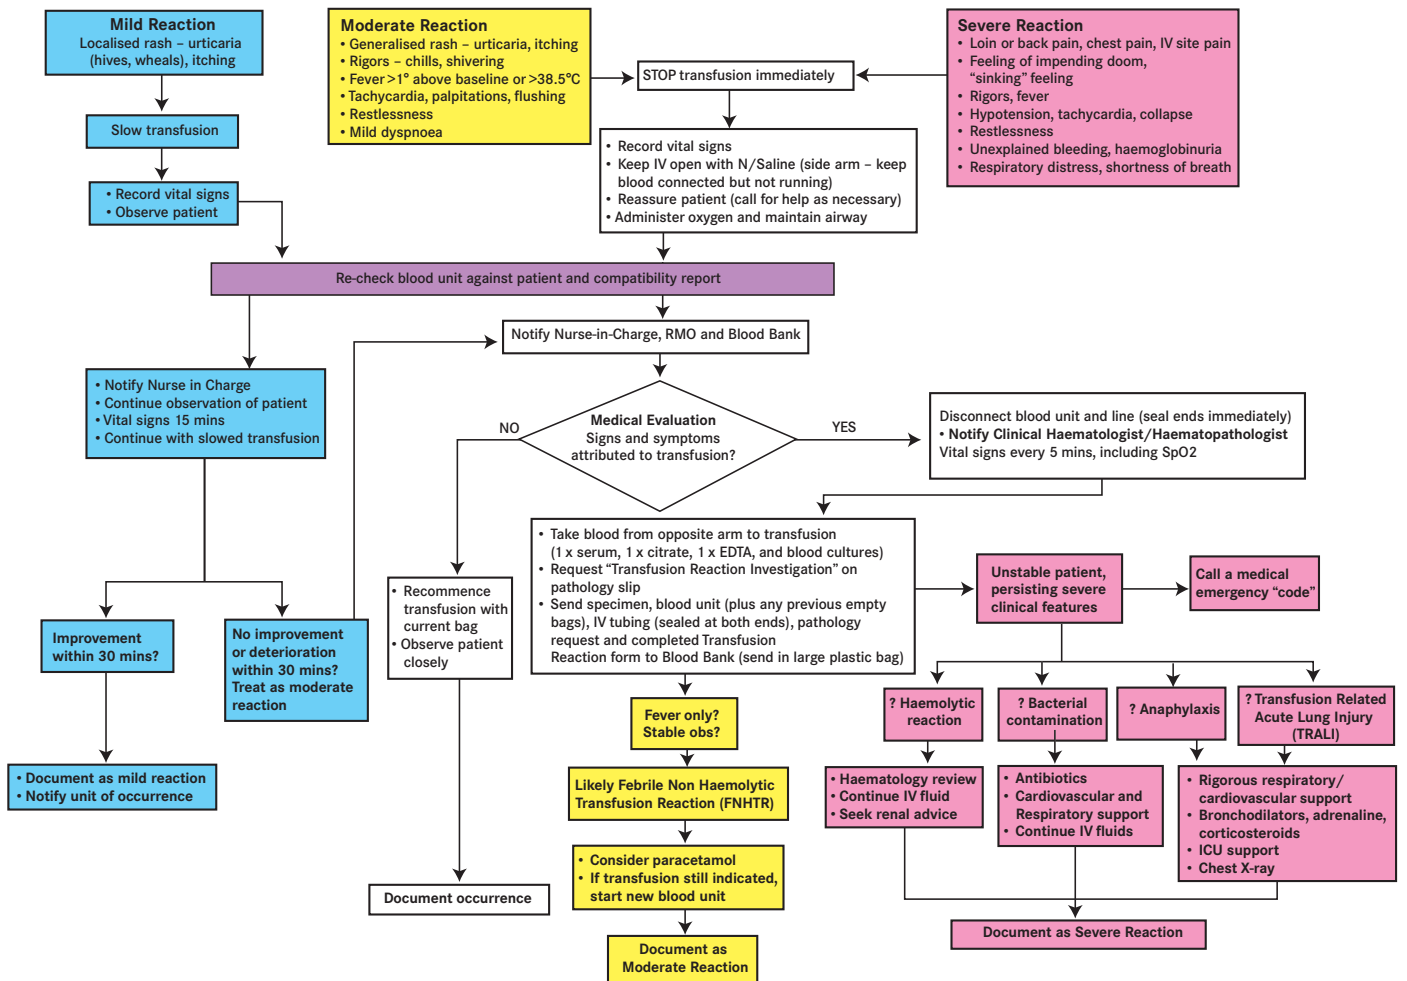 Mild Reaction
Localised rash – urticaria
(hives, wheals), itching
Slow transfusion
• Record vital signs
• Observe patient
Moderate Reaction
• Generalised rash – urticaria, itching
• Rigors – chills, shivering
• Fever >1° above baseline or >38.5°C
• Tachycardia, palpitations, flushing
• Restlessness
• Mild dyspnoea
STOP transfusion immediately
• Record vital signs
• Keep IV open with N/Saline (side arm – keep
blood connected but not running)
• Reassure patient (call for help as necessary)
• Administer oxygen and maintain airway
Severe Reaction
• Loin or back pain, chest pain, IV site pain
• Feeling of impending doom,
“sinking” feeling
• Rigors, fever
• Hypotension, tachycardia, collapse
• Restlessness
• Unexplained bleeding, haemoglobinuria
• Respiratory distress, shortness of breath
Re-check blood unit against patient and compatibility report
Notify Nurse-in-Charge, RMO and Blood Bank
• Notify Nurse in Charge
• Continue observation of patient
• Vital signs 15 mins
• Continue with slowed transfusion
NO
Medical Evaluation
Signs and symptoms
attributed to transfusion?
YES
Disconnect blood unit and line (seal ends immediately)
• Notify Clinical Haematologist/Haematopathologist
Vital signs every 5 mins, including SpO2
Improvement
within 30 mins?
No improvement
or deterioration
within 30 mins?
Treat as moderate
reaction
• Document as mild reaction
• Notify unit of occurrence
• Recommence
transfusion with
current bag
• Observe patient
closely
Document occurrence
• Take blood from opposite arm to transfusion
(1 x serum, 1 x citrate, 1 x EDTA, and blood cultures)
• Request “Transfusion Reaction Investigation” on
pathology slip
• Send specimen, blood unit (plus any previous empty
bags), IV tubing (sealed at both ends), pathology
request and completed Transfusion
Reaction form to Blood Bank (send in large plastic bag)
Fever only?
Stable obs?
Likely Febrile Non Haemolytic
Transfusion Reaction (FNHTR)
• Consider paracetamol
• If transfusion still indicated,
start new blood unit
Document as
Moderate Reaction
Unstable patient,
persisting severe
clinical features
Call a medical
emergency “code”
? Haemolytic
reaction
? Bacterial
contamination
? Anaphylaxis
? Transfusion Related
Acute Lung Injury
(TRALI)
• Haematology review
• Continue IV fluid
• Seek renal advice
• Antibiotics
• Cardiovascular and
Respiratory support
• Continue IV fluids
• Rigorous respiratory/
cardiovascular support
• Bronchodilators, adrenaline,
corticosteroids
• ICU support
• Chest X-ray
Document as Severe Reaction